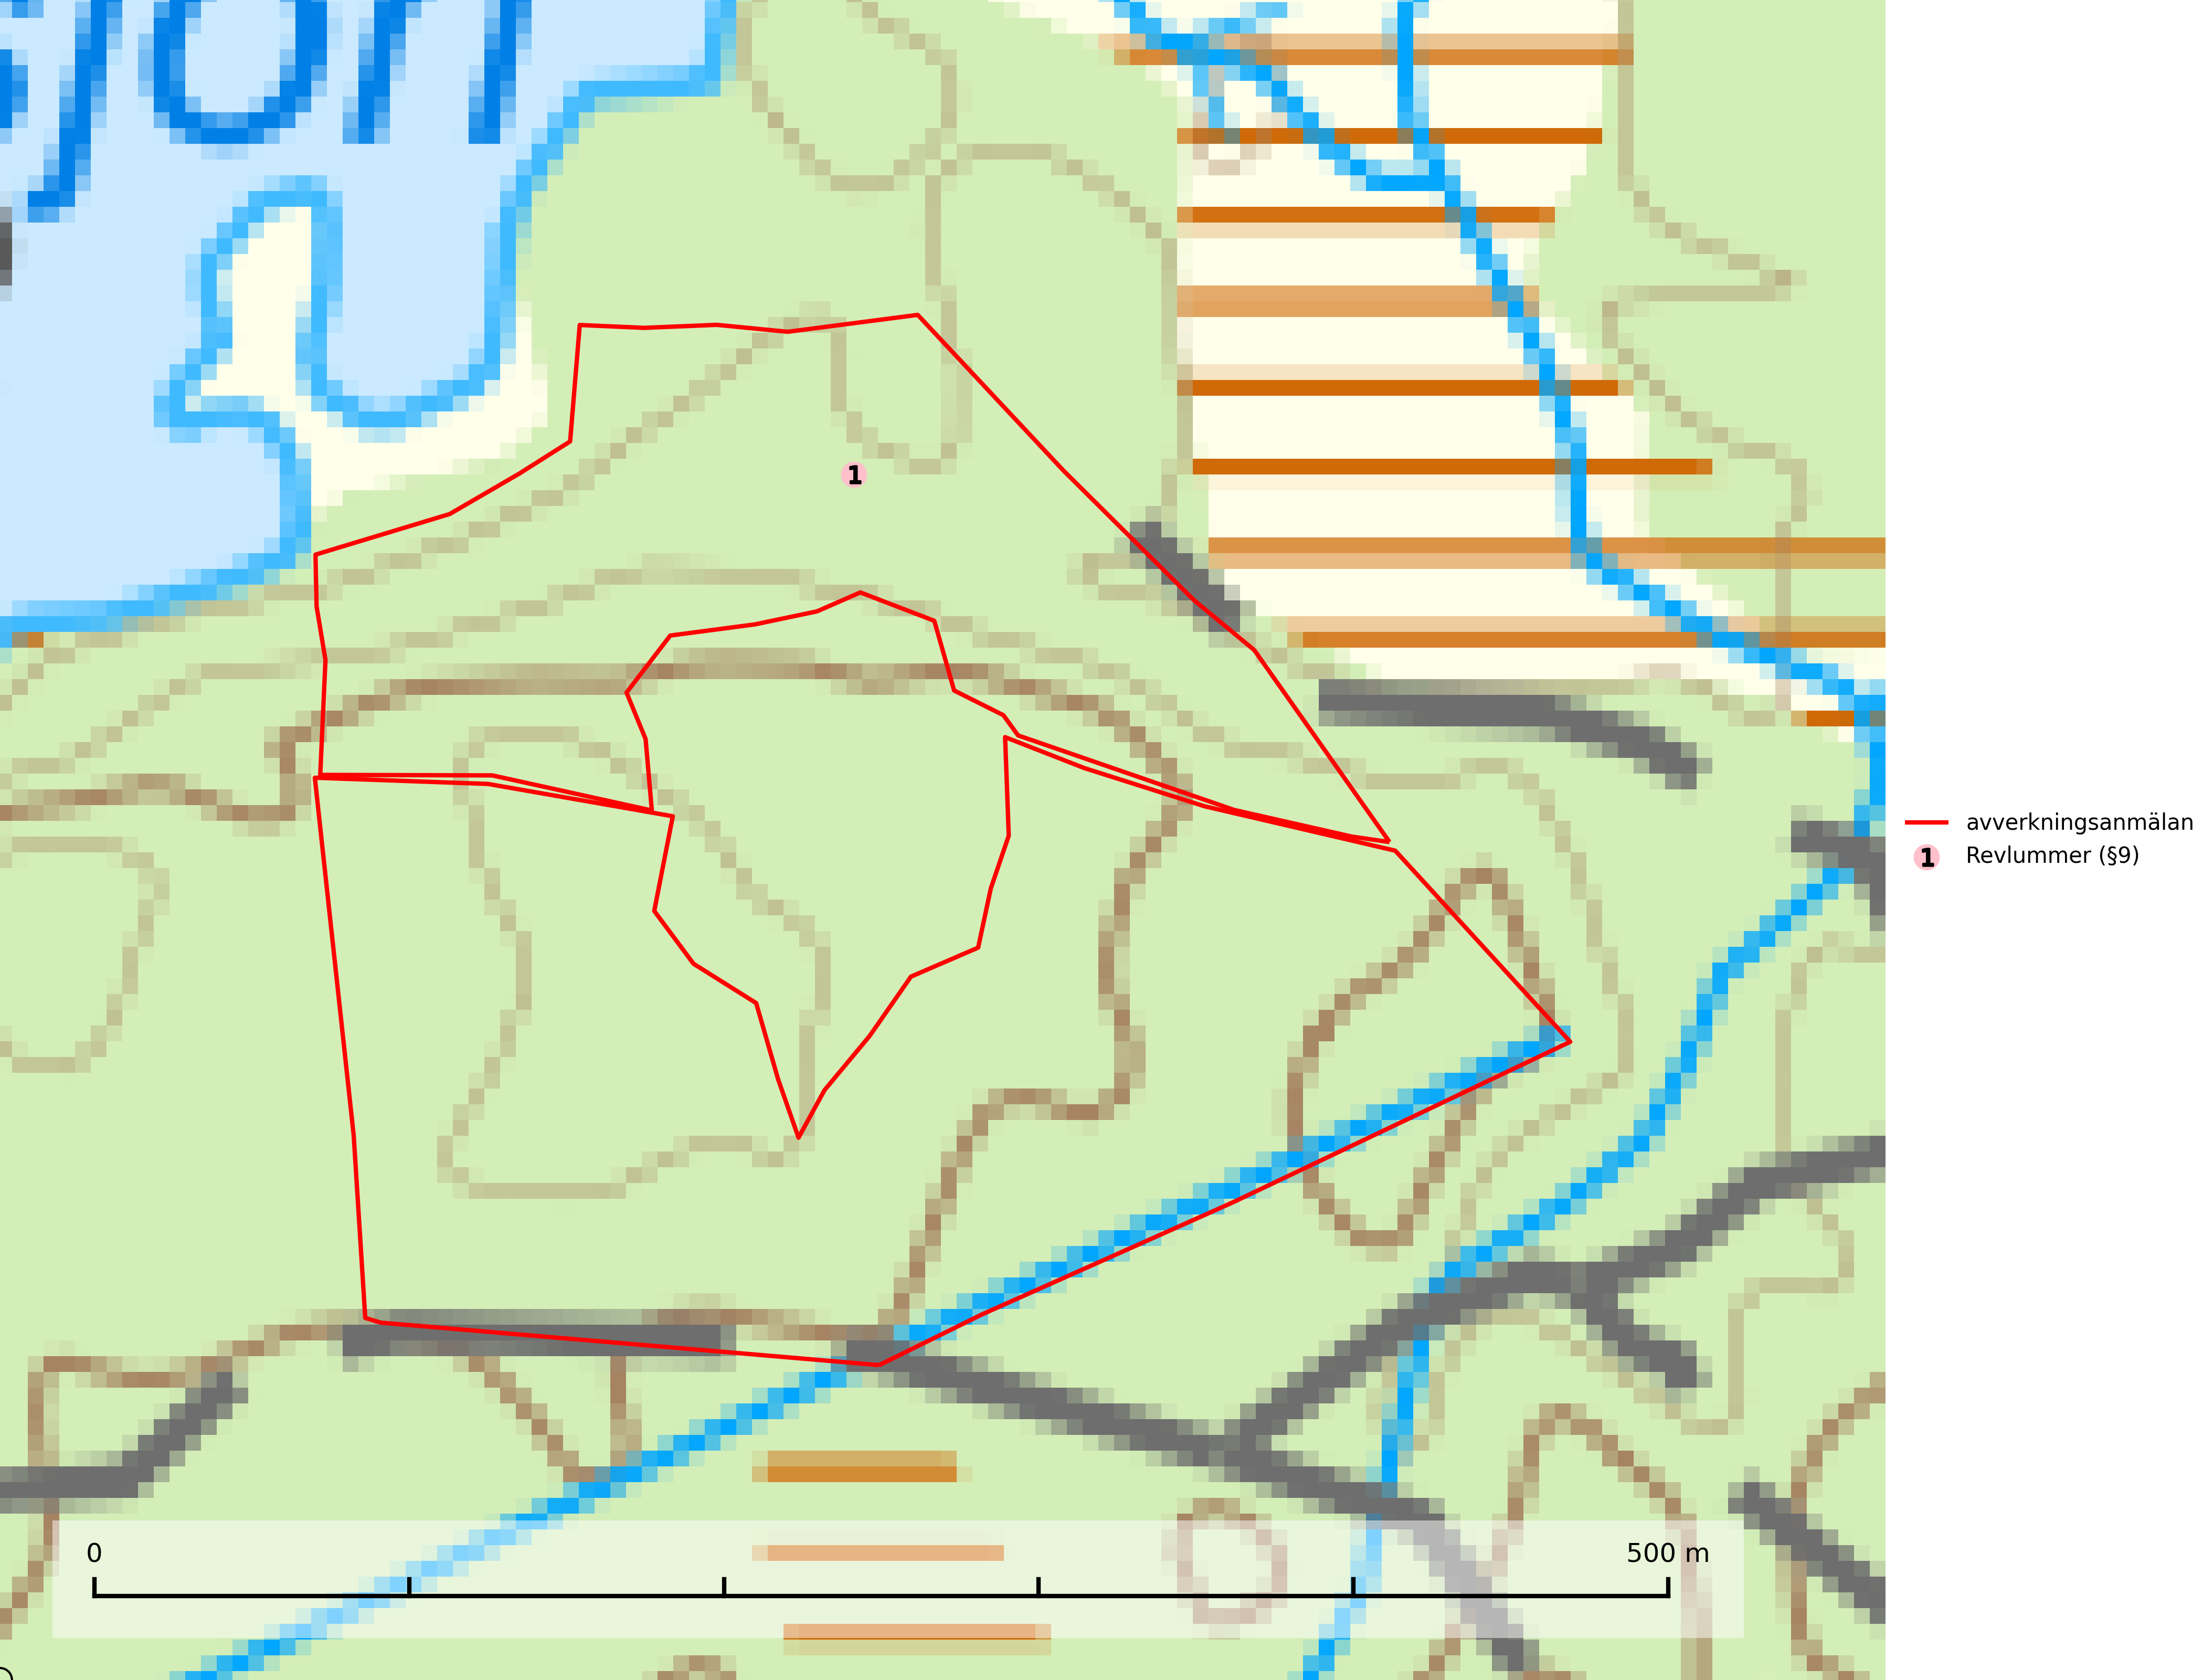 1
avverkningsanmälan
1 Revlummer (§9)
0 500 m